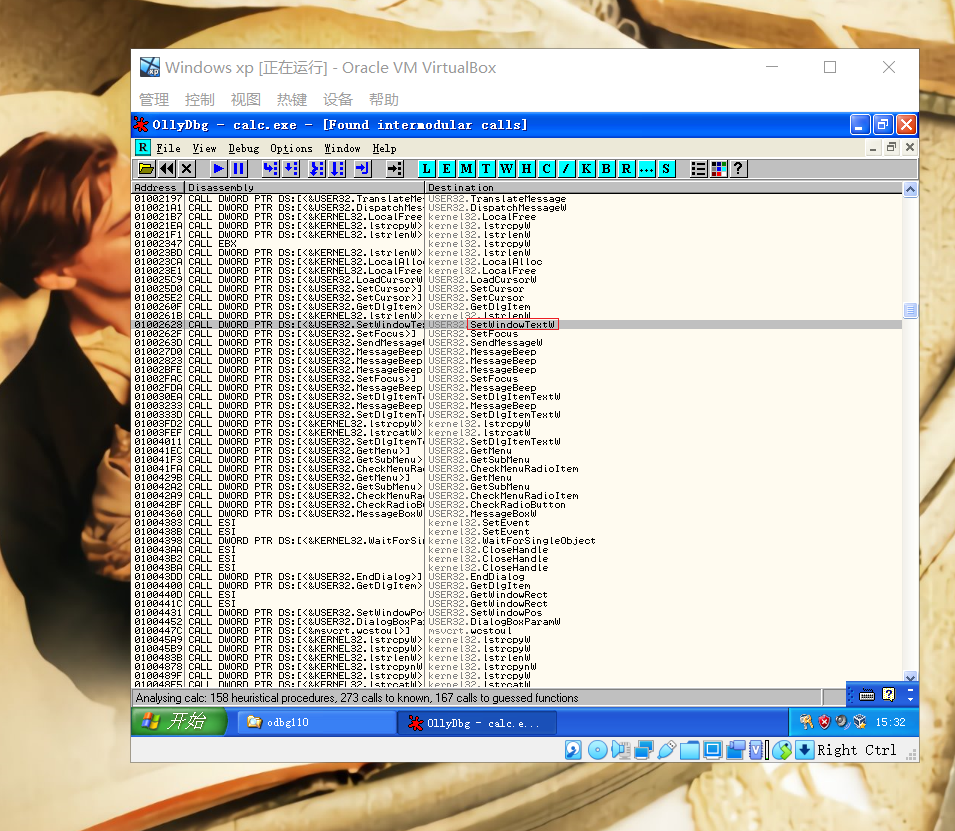 Windows xp [正在运行] - Oracle VM VirtualBox
管理 控制 视图 热键 设备 帮助
OllyDbg - calc.exe - [Found intermodular calls]
R File View Debug Options Window Help
L E M T W H C / K B R ... S ?
Address Disassembly Destination
01002197 CALL DWORD PTR DS:[<&USER32.TranslateMe USER32.TranslateMessage
010021A1 CALL DWORD PTR DS:[<&USER32.DispatchMes USER32.DispatchMessageW
010021B7 CALL DWORD PTR DS:[<&KERNEL32.LocalFree kernel32.LocalFree
010021EA CALL DWORD PTR DS:[<&KERNEL32.lstrcpyW> kernel32.lstrcpyW
010021F1 CALL DWORD PTR DS:[<&KERNEL32.lstrlenW> kernel32.lstrlenW
01002347 CALL EBX kernel32.lstrcpyW
010023BD CALL DWORD PTR DS:[<&KERNEL32.lstrlenW> kernel32.lstrlenW
010023CA CALL DWORD PTR DS:[<&KERNEL32.LocalAllo kernel32.LocalAlloc
010023E1 CALL DWORD PTR DS:[<&KERNEL32.LocalFree kernel32.LocalFree
010025C9 CALL DWORD PTR DS:[<&USER32.LoadCursorW USER32.LoadCursorW
010025D0 CALL DWORD PTR DS:[<&USER32.SetCursor>] USER32.SetCursor
010025E2 CALL DWORD PTR DS:[<&USER32.SetCursor>] USER32.SetCursor
0100260F CALL DWORD PTR DS:[<&USER32.GetDlgItem> USER32.GetDlgItem
0100261B CALL DWORD PTR DS:[<&KERNEL32.lstrlenW> kernel32.lstrlenW
01002628 CALL DWORD PTR DS:[<&USER32.SetWindowTe USER32.SetWindowTextW
0100262F CALL DWORD PTR DS:[<&USER32.SetFocus>] USER32.SetFocus
0100263D CALL DWORD PTR DS:[<&USER32.SendMessage USER32.SendMessageW
010027D0 CALL DWORD PTR DS:[<&USER32.MessageBeep USER32.MessageBeep
01002823 CALL DWORD PTR DS:[<&USER32.MessageBeep USER32.MessageBeep
01002BFE CALL DWORD PTR DS:[<&USER32.MessageBeep USER32.MessageBeep
01002FAC CALL DWORD PTR DS:[<&USER32.SetFocus>] USER32.SetFocus
01002FDA CALL DWORD PTR DS:[<&USER32.MessageBeep USER32.MessageBeep
010030EA CALL DWORD PTR DS:[<&USER32.SetDlgItemT USER32.SetDlgItemTextW
01003233 CALL DWORD PTR DS:[<&USER32.MessageBeep USER32.MessageBeep
0100333D CALL DWORD PTR DS:[<&USER32.SetDlgItemT USER32.SetDlgItemTextW
01003FD2 CALL DWORD PTR DS:[<&KERNEL32.lstrcpyW> kernel32.lstrcpyW
01003FEF CALL DWORD PTR DS:[<&KERNEL32.lstrcatW> kernel32.lstrcatW
01004011 CALL DWORD PTR DS:[<&USER32.SetDlgItemT USER32.SetDlgItemTextW
010041EC CALL DWORD PTR DS:[<&USER32.GetMenu>] USER32.GetMenu
010041F3 CALL DWORD PTR DS:[<&USER32.GetSubMenu> USER32.GetSubMenu
010041FA CALL DWORD PTR DS:[<&USER32.CheckMenuRa USER32.CheckMenuRadioItem
0100429B CALL DWORD PTR DS:[<&USER32.GetMenu>] USER32.GetMenu
010042A2 CALL DWORD PTR DS:[<&USER32.GetSubMenu> USER32.GetSubMenu
010042A9 CALL DWORD PTR DS:[<&USER32.CheckMenuRa USER32.CheckMenuRadioItem
010042BF CALL DWORD PTR DS:[<&USER32.CheckRadioB USER32.CheckRadioButton
01004360 CALL DWORD PTR DS:[<&USER32.MessageBoxW USER32.MessageBoxW
01004383 CALL ESI kernel32.SetEvent
0100438B CALL ESI kernel32.SetEvent
01004398 CALL DWORD PTR DS:[<&KERNEL32.WaitForSi kernel32.WaitForSingleObject
010043AA CALL ESI kernel32.CloseHandle
010043B2 CALL ESI kernel32.CloseHandle
010043BA CALL ESI kernel32.CloseHandle
010043DD CALL DWORD PTR DS:[<&USER32.EndDialog>] USER32.EndDialog
01004400 CALL DWORD PTR DS:[<&USER32.GetDlgItem> USER32.GetDlgItem
0100440D CALL ESI USER32.GetWindowRect
0100441C CALL ESI USER32.GetWindowRect
01004431 CALL DWORD PTR DS:[<&USER32.SetWindowPos USER32.SetWindowPos
01004452 CALL DWORD PTR DS:[<&USER32.DialogBoxPa USER32.DialogBoxParamW
0100447C CALL DWORD PTR DS:[<&msvcrt.wcstoul>] msvcrt.wcstoul
010045A9 CALL DWORD PTR DS:[<&KERNEL32.lstrcpyW> kernel32.lstrcpyW
010045B9 CALL DWORD PTR DS:[<&KERNEL32.lstrcpyW> kernel32.lstrcpyW
0100483B CALL DWORD PTR DS:[<&KERNEL32.lstrlenW> kernel32.lstrlenW
01004878 CALL DWORD PTR DS:[<&KERNEL32.lstrcpynW kernel32.lstrcpynW
0100489F CALL DWORD PTR DS:[<&KERNEL32.lstrcpyW> kernel32.lstrcpyW
010048E5 CALL DWORD PTR DS:[<&KERNEL32.lstrcatW> kernel32.lstrcatW
Analysing calc: 158 heuristical procedures, 273 calls to known, 167 calls to guessed functions
开始 odbg110 OllyDbg - calc.e... 15:32
Right Ctrl